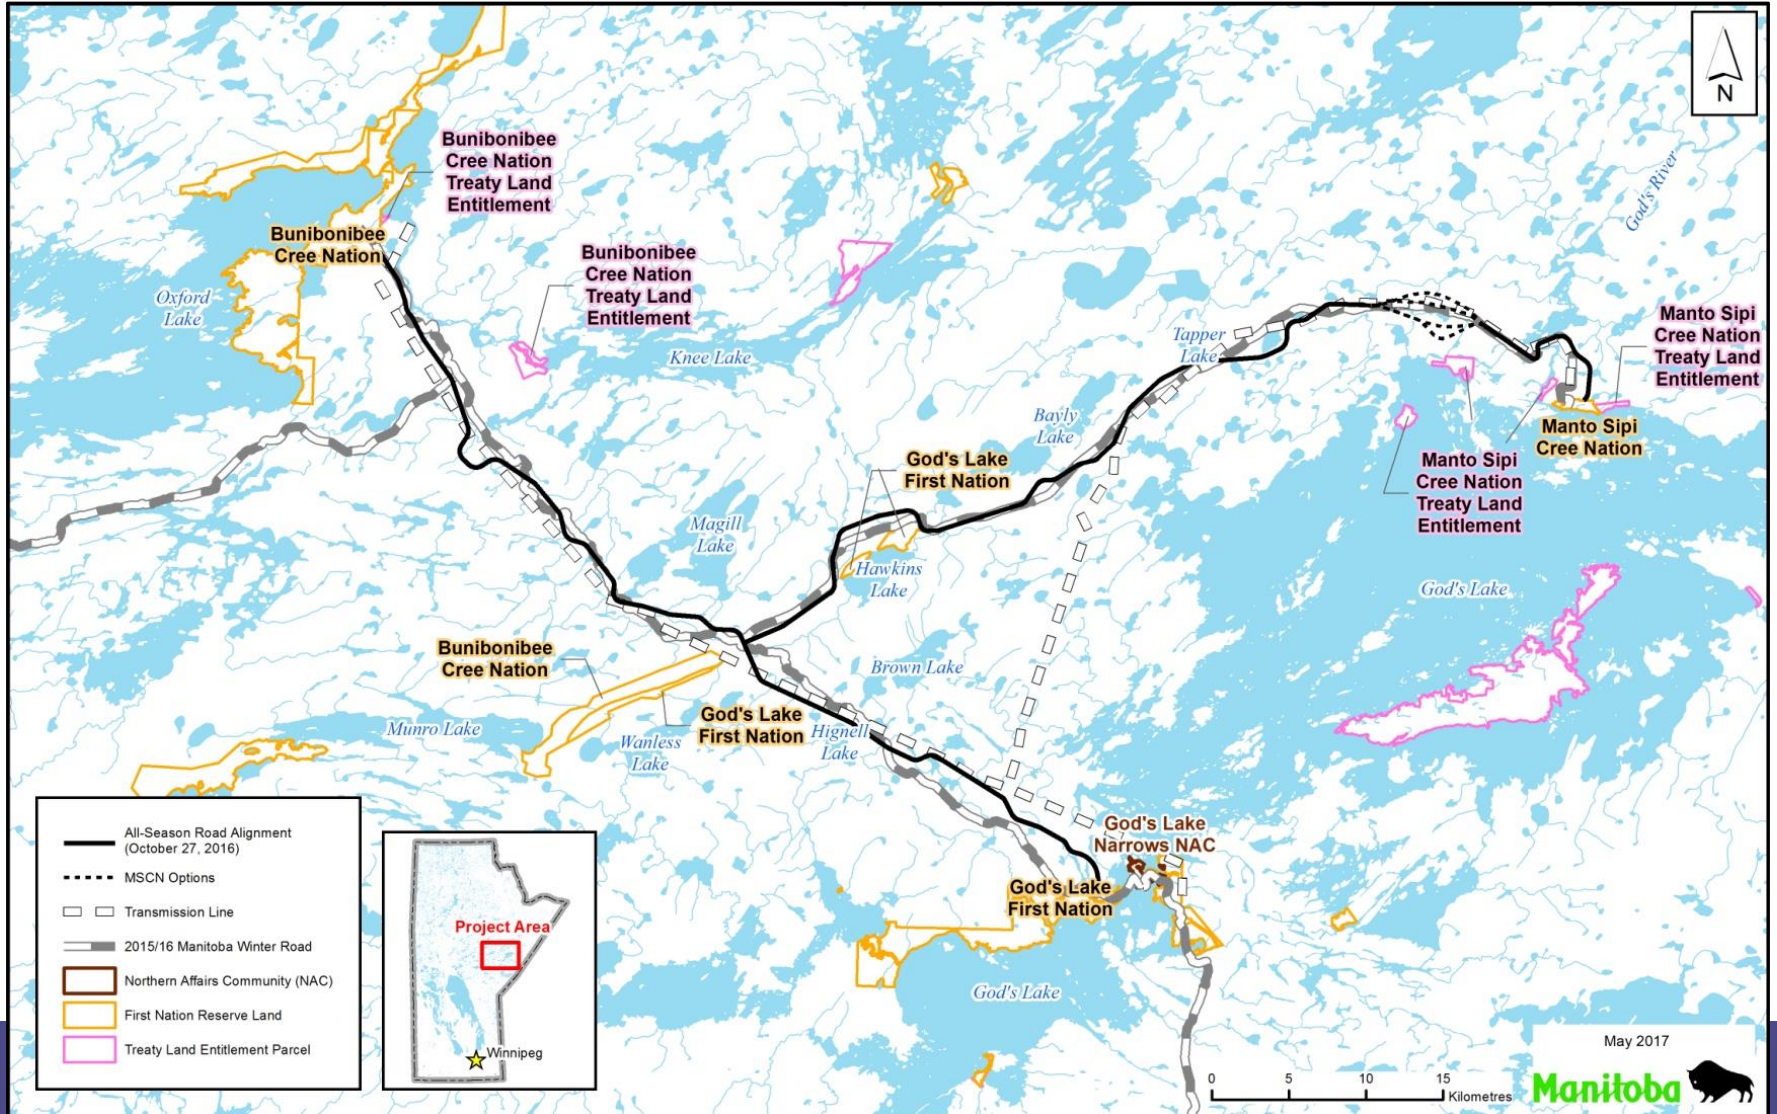 N
God's River
Bunibonibee
Cree Nation
Treaty Land
Entitlement
Bunibonibee
Cree Nation
Oxford
Lake
Bunibonibee
Cree Nation
Treaty Land
Entitlement
Knee Lake
Tapper
Lake
Manto Sipi
Cree Nation
Treaty Land
Entitlement
Bayly
Lake
Manto Sipi
Cree Nation
God's Lake
First Nation
Manto Sipi
Cree Nation
Treaty Land
Entitlement
Magill
Lake
Hawkins
Lake
God's Lake
Bunibonibee
Cree Nation
Brown Lake
God's Lake
First Nation
Munro Lake
Wanless
Lake
Hignell
Lake
God's Lake
Narrows NAC
God's Lake
First Nation
God's Lake
All-Season Road Alignment
(October 27, 2016)
MSCN Options
Transmission Line
2015/16 Manitoba Winter Road
Northern Affairs Community (NAC)
First Nation Reserve Land
Treaty Land Entitlement Parcel
Project Area
Winnipeg
May 2017
0 5 10 15
Kilometres
Manitoba